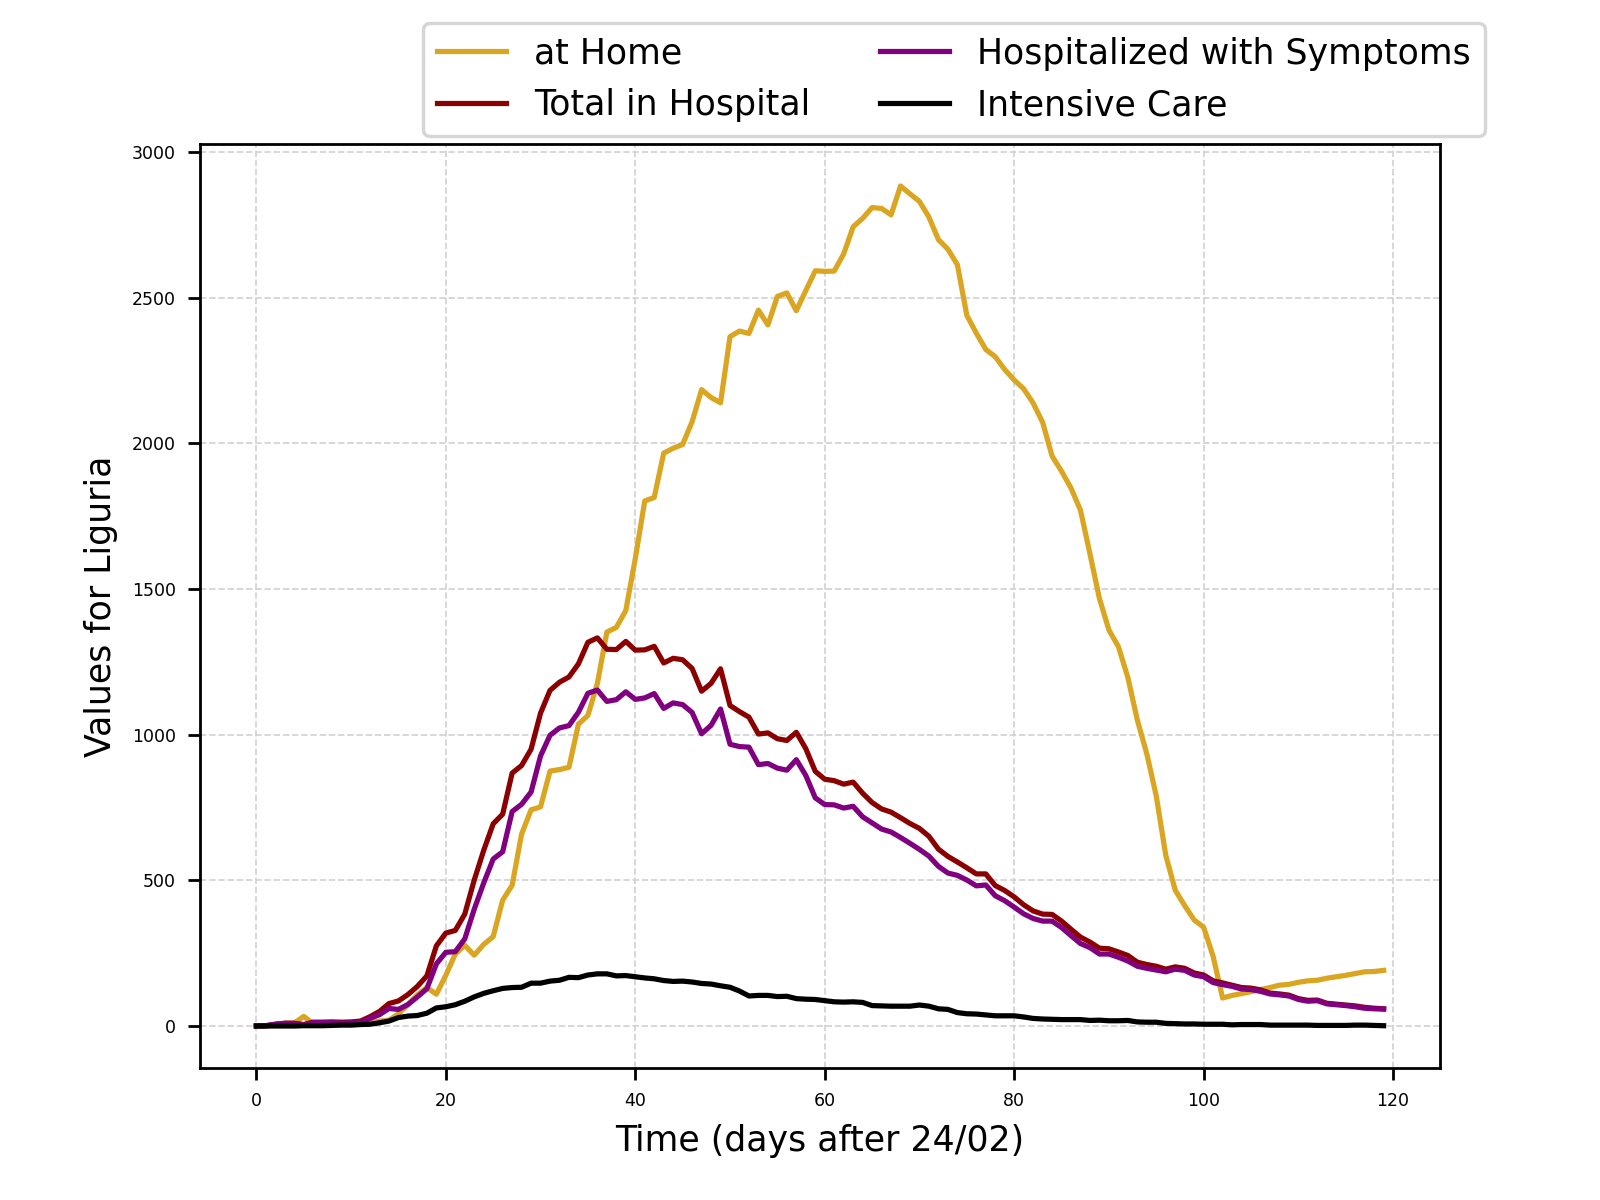 at Home
Total in Hospital
Hospitalized with Symptoms
Intensive Care
3000
2500
2000
1500
1000
500
0
Values for Liguria
0 20 40 60 80 100 120
Time (days after 24/02)